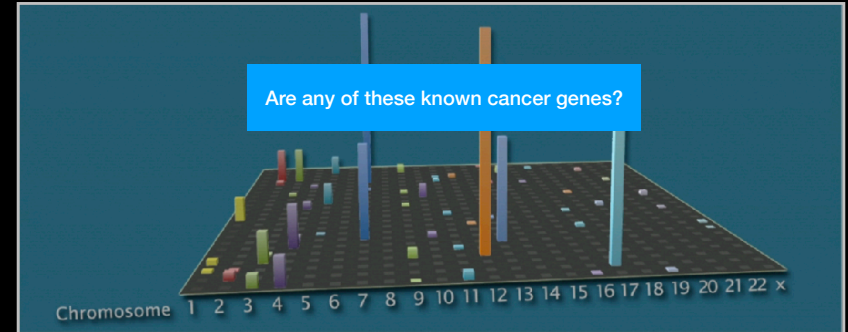 Are any of these known cancer genes?
Chromosome 1 2 3 4 5 6 7 8 9 10 11 12 13 14 15 16 17 18 19 20 21 22 x